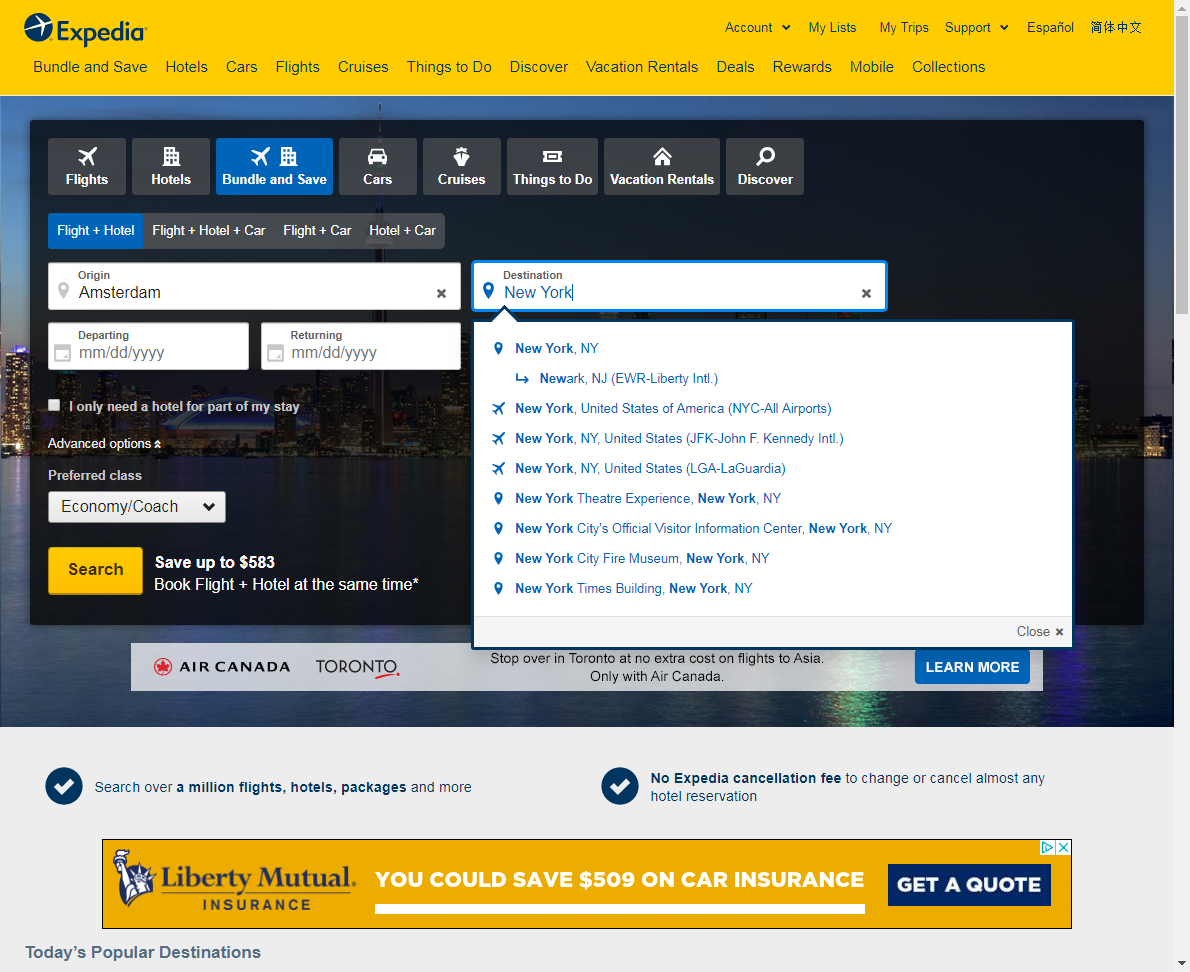 Expedia
Account My Lists My Trips Support Español 简体中文
Bundle and Save Hotels Cars Flights Cruises Things to Do Discover Vacation Rentals Deals Rewards Mobile Collections
Flights Hotels Bundle and Save Cars Cruises Things to Do Vacation Rentals Discover
Flight + Hotel Flight + Hotel + Car Flight + Car Hotel + Car
Origin
Amsterdam
Destination
New York
Departing
mm/dd/yyyy
Returning
mm/dd/yyyy
New York, NY
Newark, NJ (EWR-Liberty Intl.)
New York, United States of America (NYC-All Airports)
New York, NY, United States (JFK-John F. Kennedy Intl.)
New York, NY, United States (LGA-LaGuardia)
New York Theatre Experience, New York, NY
New York City's Official Visitor Information Center, New York, NY
New York City Fire Museum, New York, NY
New York Times Building, New York, NY
Close
I only need a hotel for part of my stay
Advanced options
Preferred class
Economy/Coach
Search
Save up to $583
Book Flight + Hotel at the same time*
AIR CANADA TORONTO
Stop over in Toronto at no extra cost on flights to Asia.
Only with Air Canada.
LEARN MORE
Search over a million flights, hotels, packages and more
No Expedia cancellation fee to change or cancel almost any
hotel reservation
Liberty Mutual.
INSURANCE
YOU COULD SAVE $509 ON CAR INSURANCE
GET A QUOTE
Today's Popular Destinations